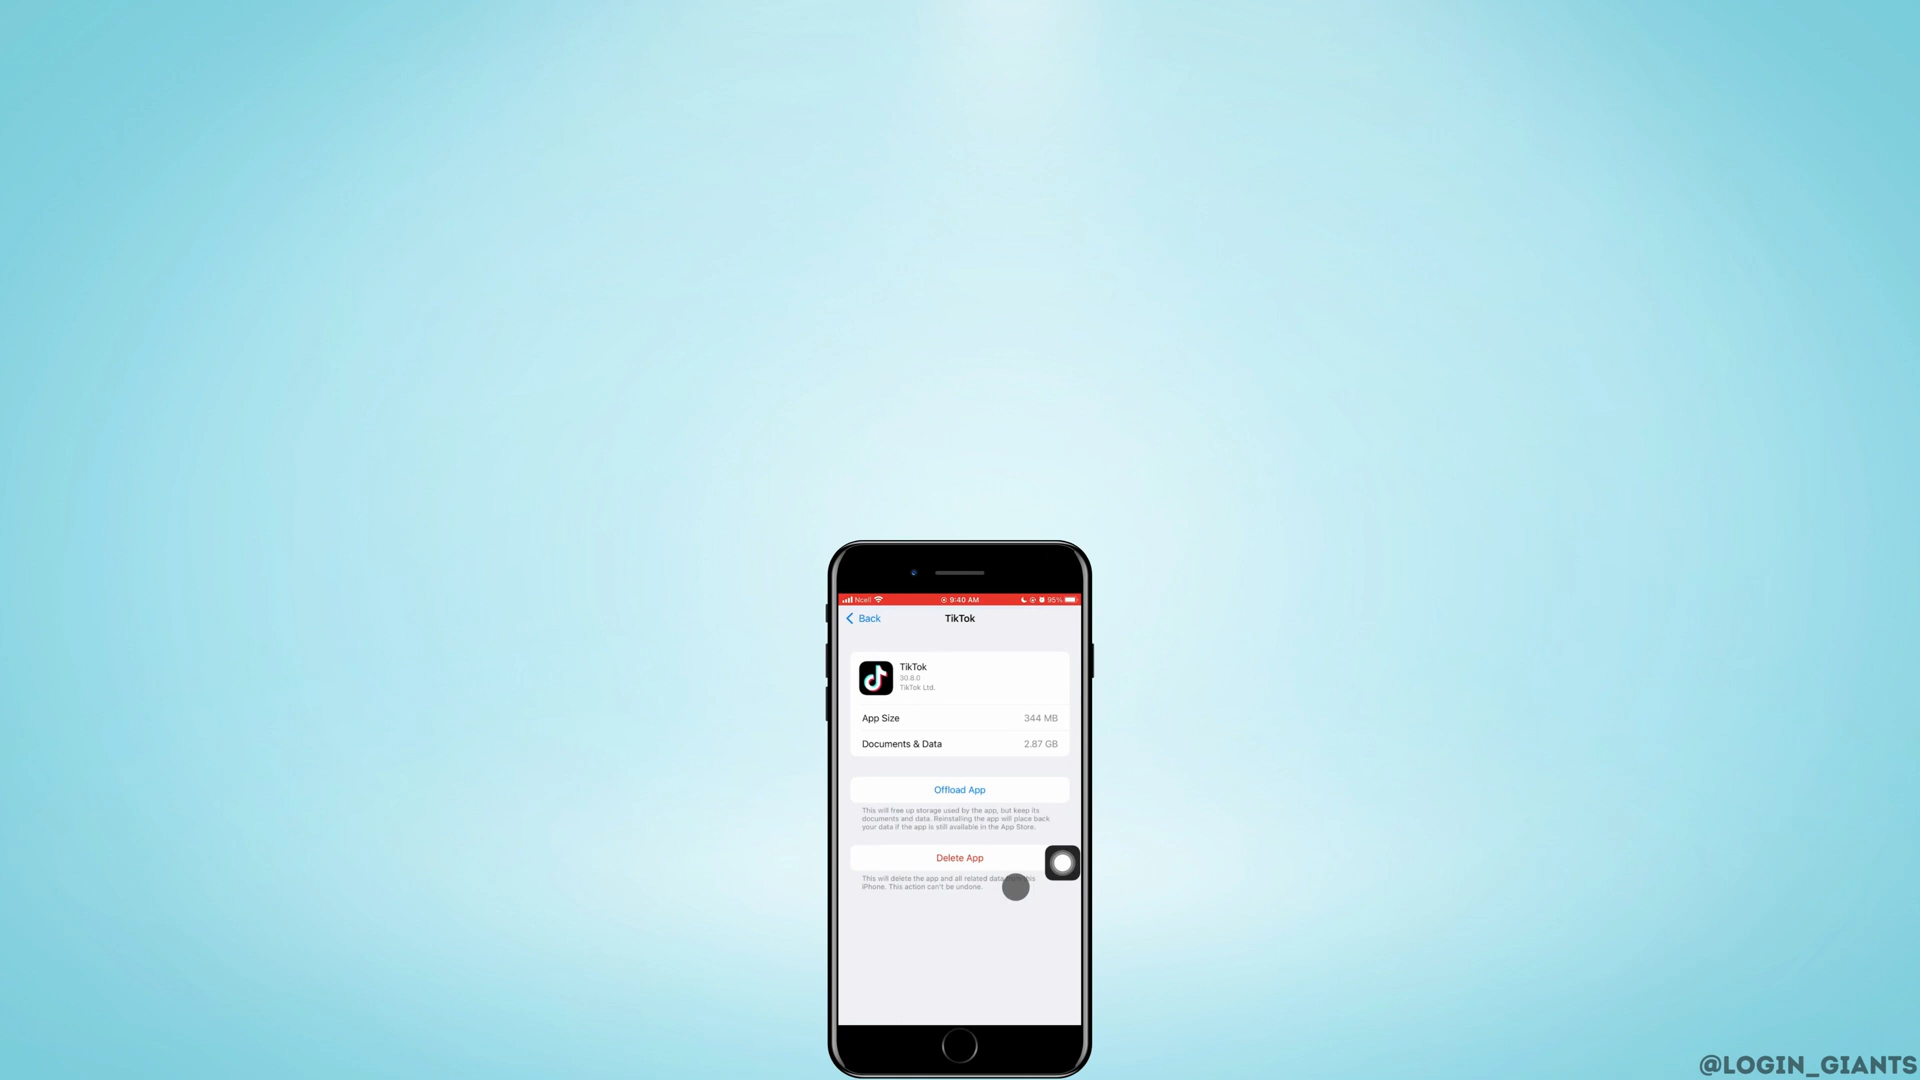 Ncell 9:40 AM 95%
Back TikTok
TikTok
30.8.0
TikTok Ltd.
App Size 344 MB
Documents & Data 2.87 GB
Offload App
This will free up storage used by the app, but keep its
documents and data. Reinstalling the app will place back
your data if the app is still available in the App Store.
Delete App
This will delete the app and all related data from this
iPhone. This action can't be undone.
@LOGIN_GIANTS